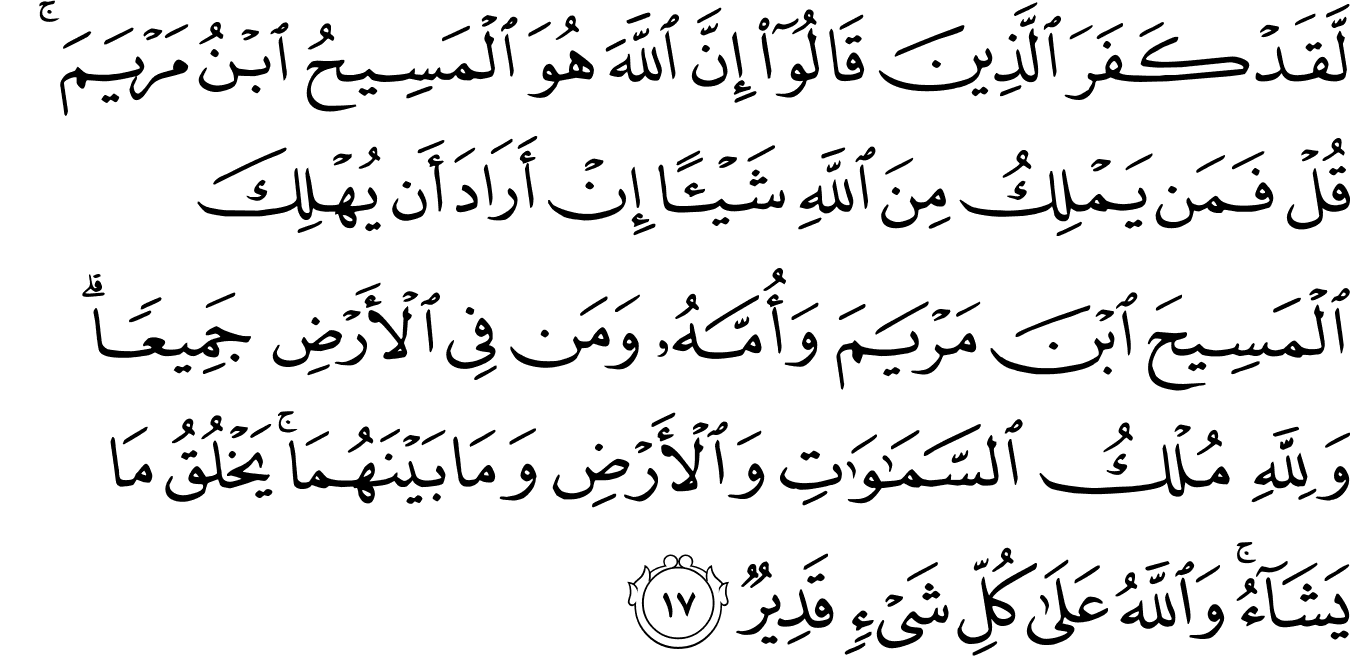 لَّقَدۡ كَفَرَ ٱلَّذِينَ قَالُوٓاْ إِنَّ ٱللَّهَ هُوَ ٱلۡمَسِيحُ ٱبۡنُ مَرۡيَمَۚ
قُلۡ فَمَن يَمۡلِكُ مِنَ ٱللَّهِ شَيۡـًٔا إِنۡ أَرَادَ أَن يُهۡلِكَ
ٱلۡمَسِيحَ ٱبۡنَ مَرۡيَمَ وَأُمَّهُۥ وَمَن فِي ٱلۡأَرۡضِ جَمِيعٗاۗ
وَلِلَّهِ مُلۡكُ ٱلسَّمَٰوَٰتِ وَٱلۡأَرۡضِ وَمَا بَيۡنَهُمَاۚ يَخۡلُقُ مَا
يَشَآءُۚ وَٱللَّهُ عَلَىٰ كُلِّ شَيۡءٖ قَدِيرٞ ١٧